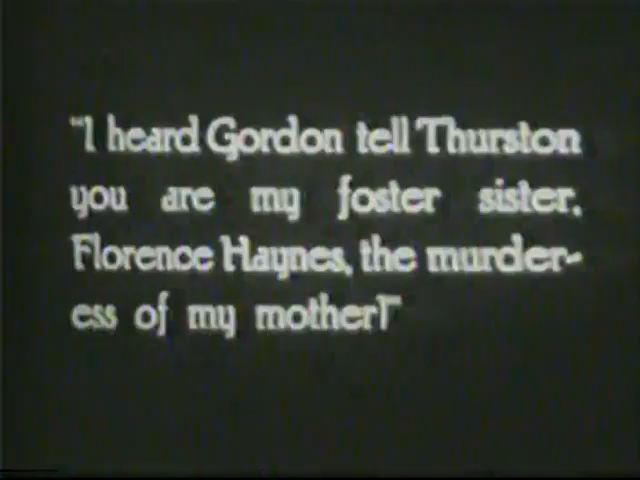 "I heard Gordon tell Thurston
you are my foster sister,
Florence Haynes, the murder-
ess of my mother!"